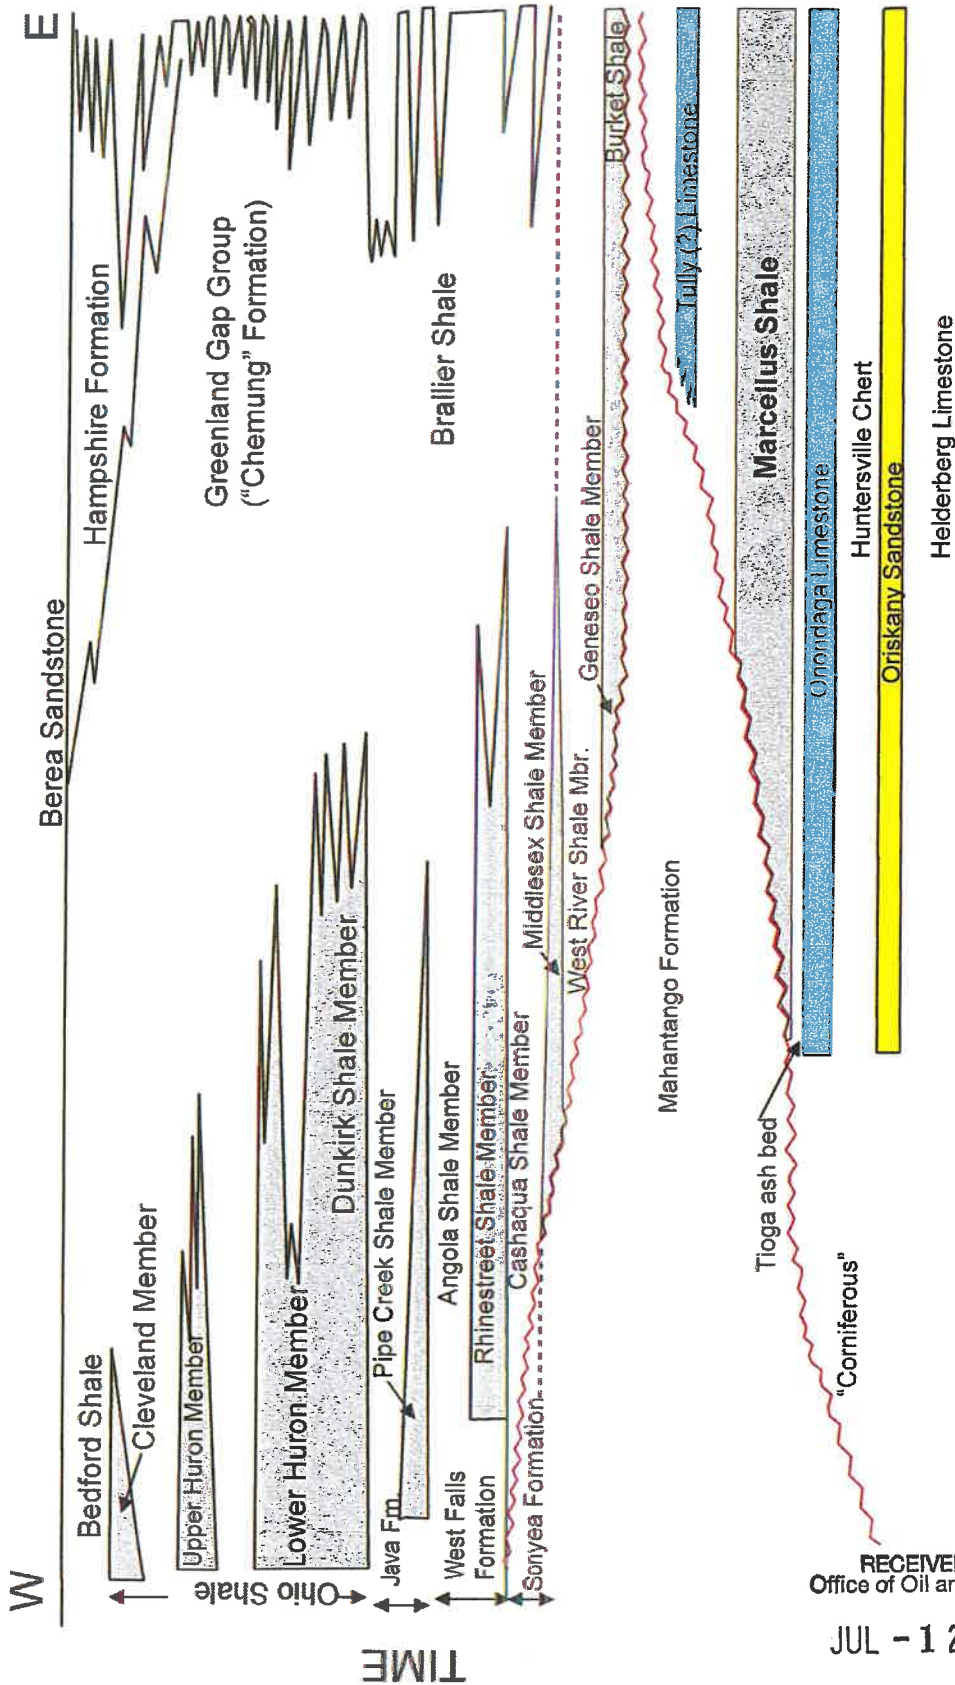 W
E
Berea Sandstone
Bedford Shale
Cleveland Member
Hampshire Formation
Upper Huron Member
Greenland Gap Group
("Chemung" Formation)
Ohio Shale
Lower Huron Member
Dunkirk Shale Member
TIME
Java Fm.
Pipe Creek Shale Member
Brallier Shale
West Falls
Formation
Angola Shale Member
Rhinestreet Shale Member
Sonyea Formation
Cashaqua Shale Member
Middlesex Shale Member
West River Shale Mbr.
Geneseo Shale Member
Burket Shale
Mahantango Formation
Tully (?) Limestone
Marcellus Shale
Tioga ash bed
Onondaga Limestone
"Corniferous"
Huntersville Chert
Oriskany Sandstone
Helderberg Limestone
RECEIVE
Office of Oil ar
JUL - 1 2